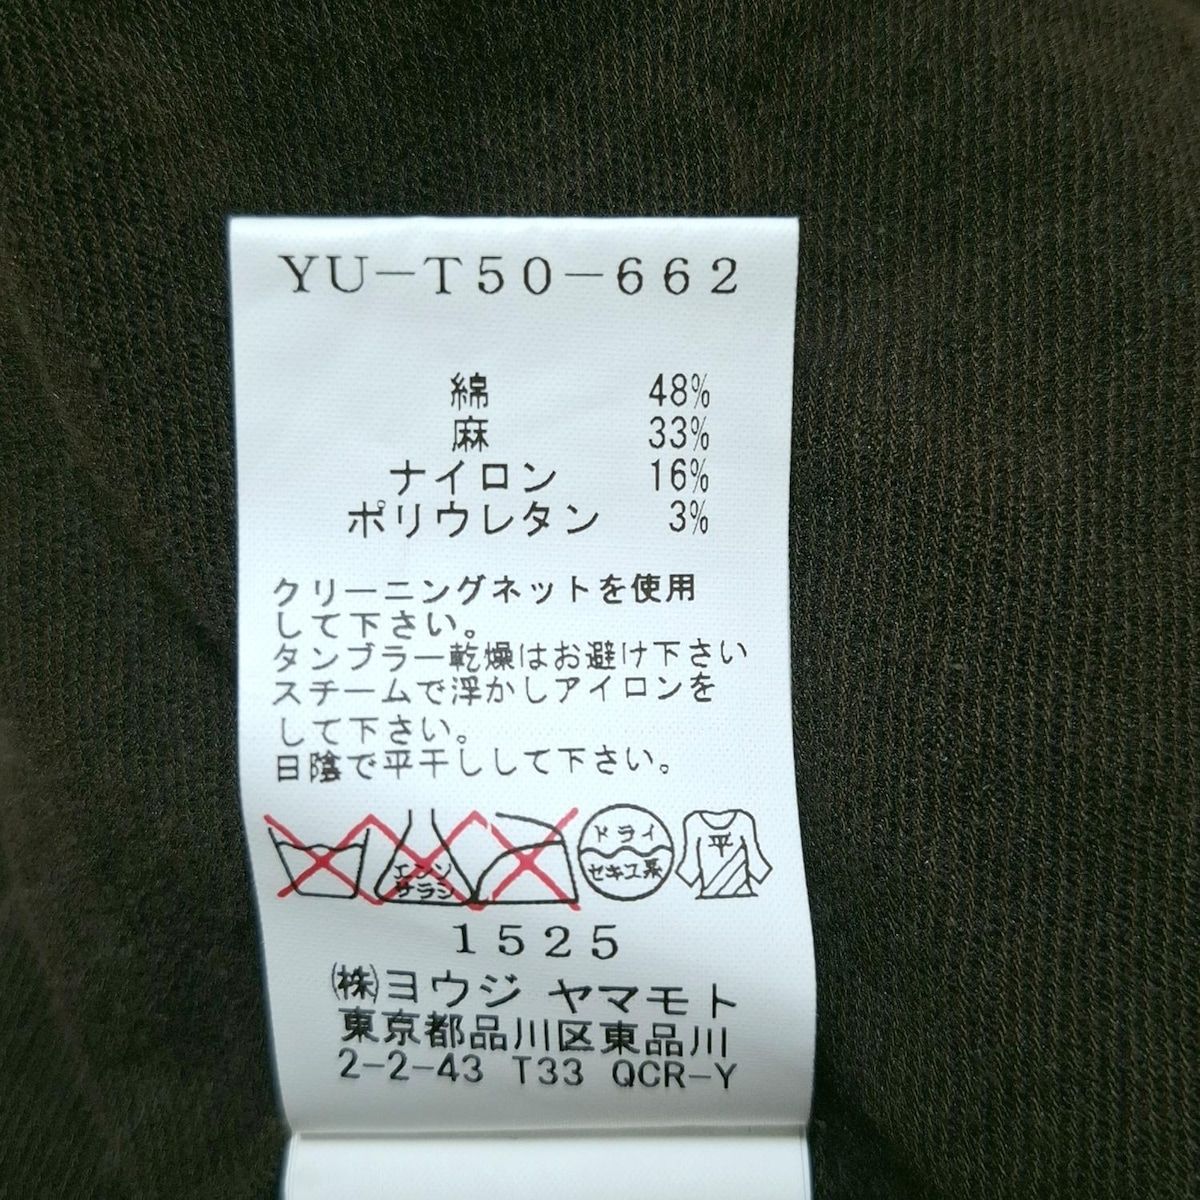 YU－T50－662
綿 48%
麻 33%
ナイロン 16%
ポリウレタン 3%
クリーニングネットを使用
して下さい。
タンブラー乾燥はお避け下さい
スチームで浮かしアイロンを
して下さい。
日陰で平干しして下さい。
エンソ
サラシ
ドライ
セキユ系
平
1525
㈱ヨウジ ヤマモト
東京都品川区東品川
2-2-43 T33 QCR-Y